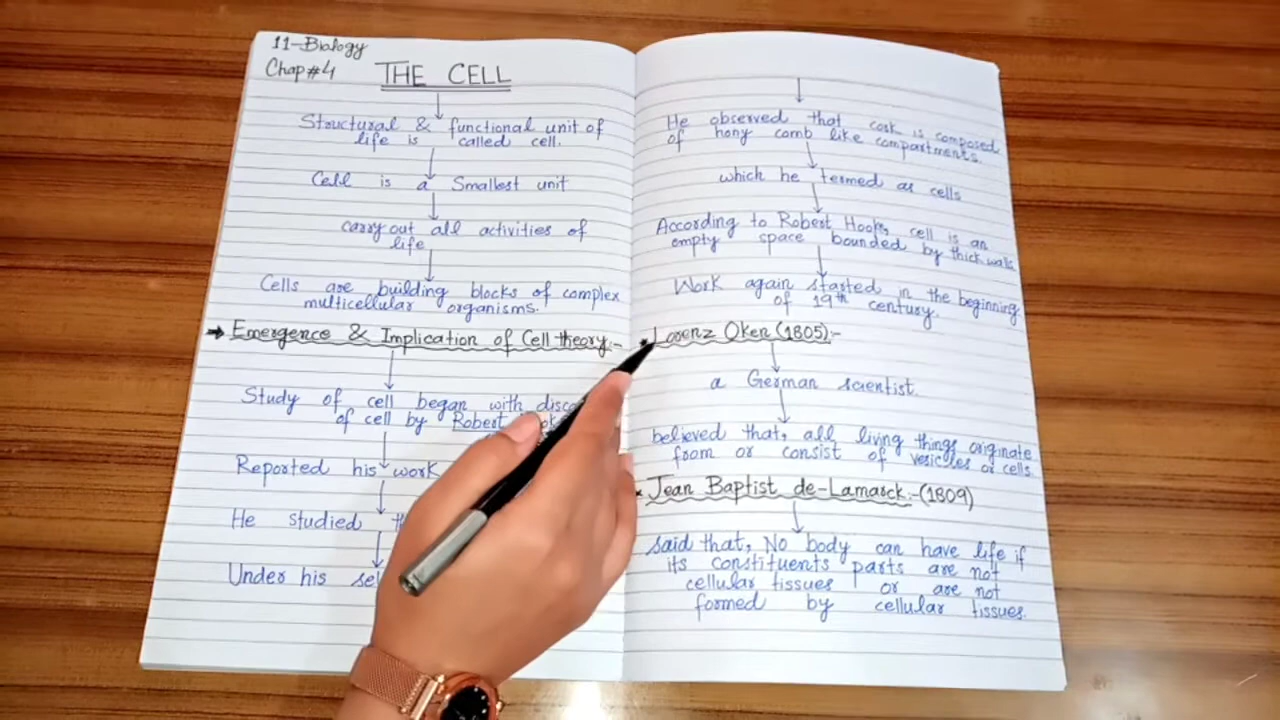 11-Biology
Chap#4
THE CELL
Structural & functional unit of
life is called cell.
Cell is a Smallest unit
carry out all activities of
life
Cells are building blocks of complex
multicellular organisms.
Emergence & Implication of Cell theory:-
Study of cell began with
of cell by Robert
Reported his work
He studied
Under his
He observed that cork is composed
of hony comb like compartments.
which he termed as cells
According to Robert Hook, cell is an
empty space bounded by thick walls
Work again started in the beginning
of 19th century.
Lorenz Oken (1805):-
a German scientist.
believed that, all living things originate
from or consist of vesicles or cells.
* Jean Baptist de-Lamarck:-(1809)
said that, No body can have life if
its constituents parts are not
cellular tissues or are not
formed by cellular tissues.